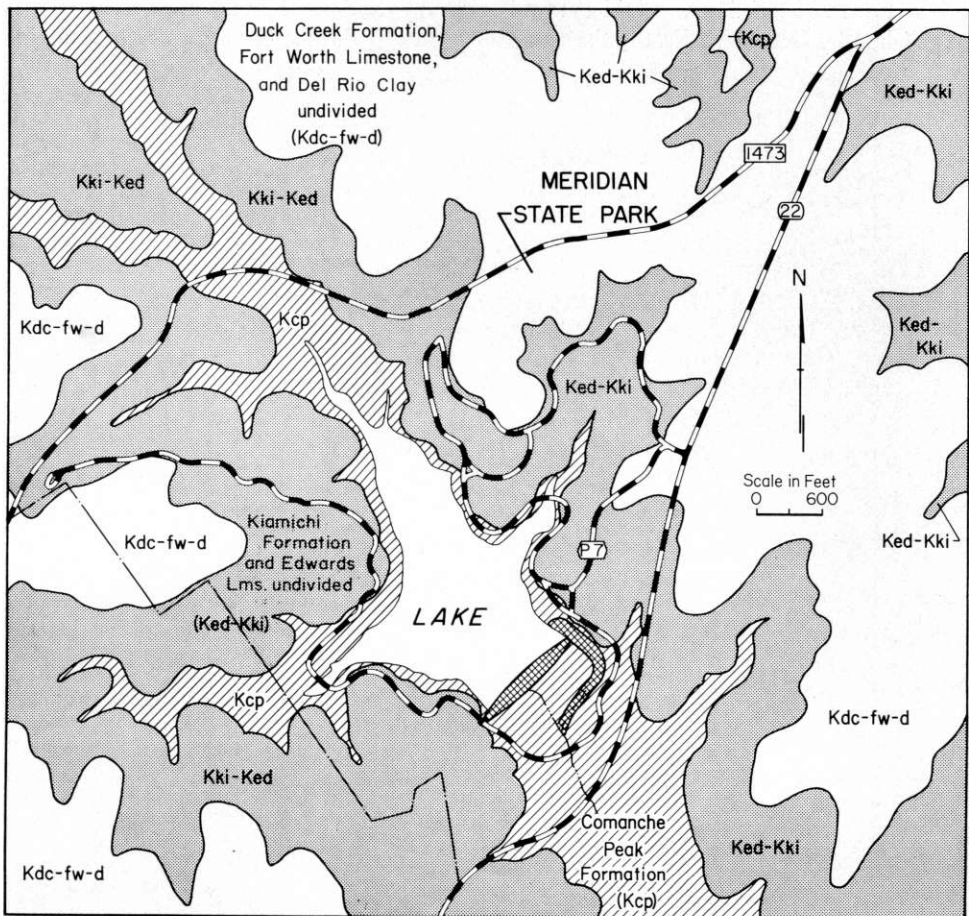 Duck Creek Formation,
Fort Worth Limestone,
and Del Rio Clay
undivided
(Kdc-fw-d)
Ked-Kki
Kcp
Ked-Kki
1473
Kki-Ked
Kki-Ked
MERIDIAN
STATE PARK
22
N
Kdc-fw-d
Kcp
Ked-
Kki
Ked-Kki
Scale in Feet
0 600
Kdc-fw-d
Kiamichi
Formation
and Edwards
Lms. undivided
(Ked-Kki)
P7
Ked-Kki
LAKE
Kcp
Kdc-fw-d
Kki-Ked
Comanche
Peak
Formation
(Kcp)
Ked-Kki
Kdc-fw-d